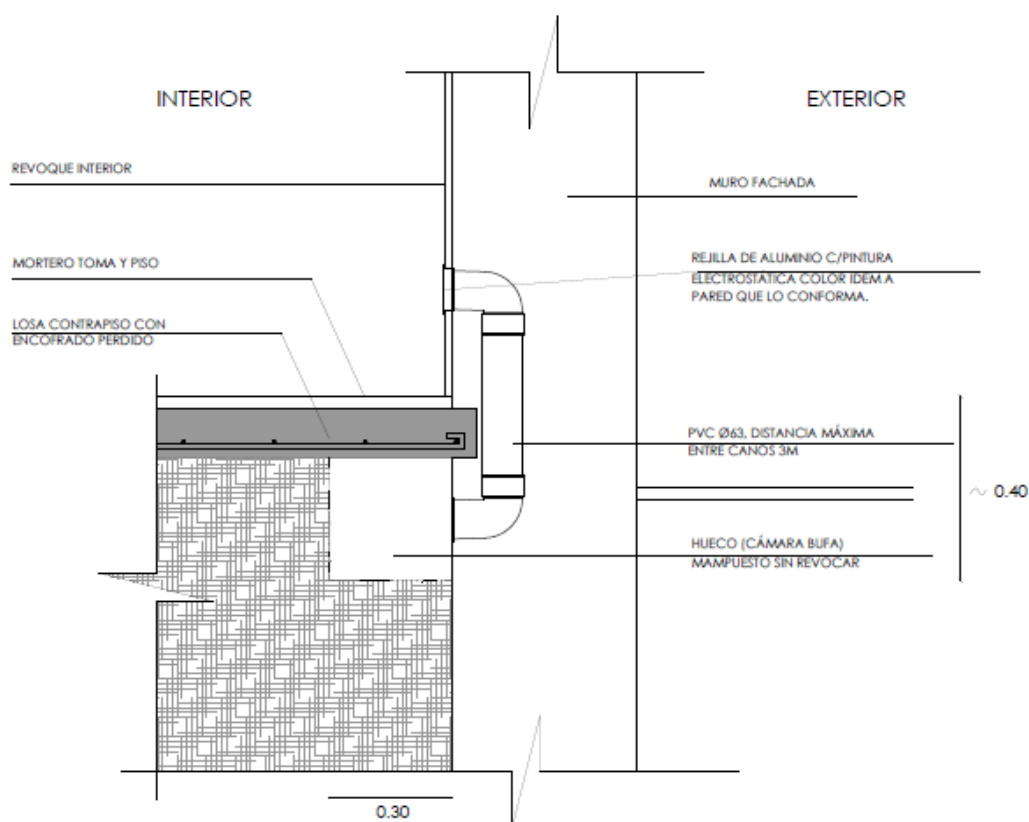 INTERIOR
EXTERIOR
REVOQUE INTERIOR
MURO FACHADA
MORTERO TOMA Y PISO
REJILLA DE ALUMINIO C/PINTURA
ELECTROSTÁTICA COLOR IDEM A
PARED QUE LO CONFORMA.
LOSA CONTRAPISO CON
ENCOFRADO PERDIDO
PVC Ø63, DISTANCIA MÁXIMA
ENTRE CANOS 3M
~ 0.40
HUECO (CÁMARA BUFA)
MAMPUESTO SIN REVOCAR
0.30